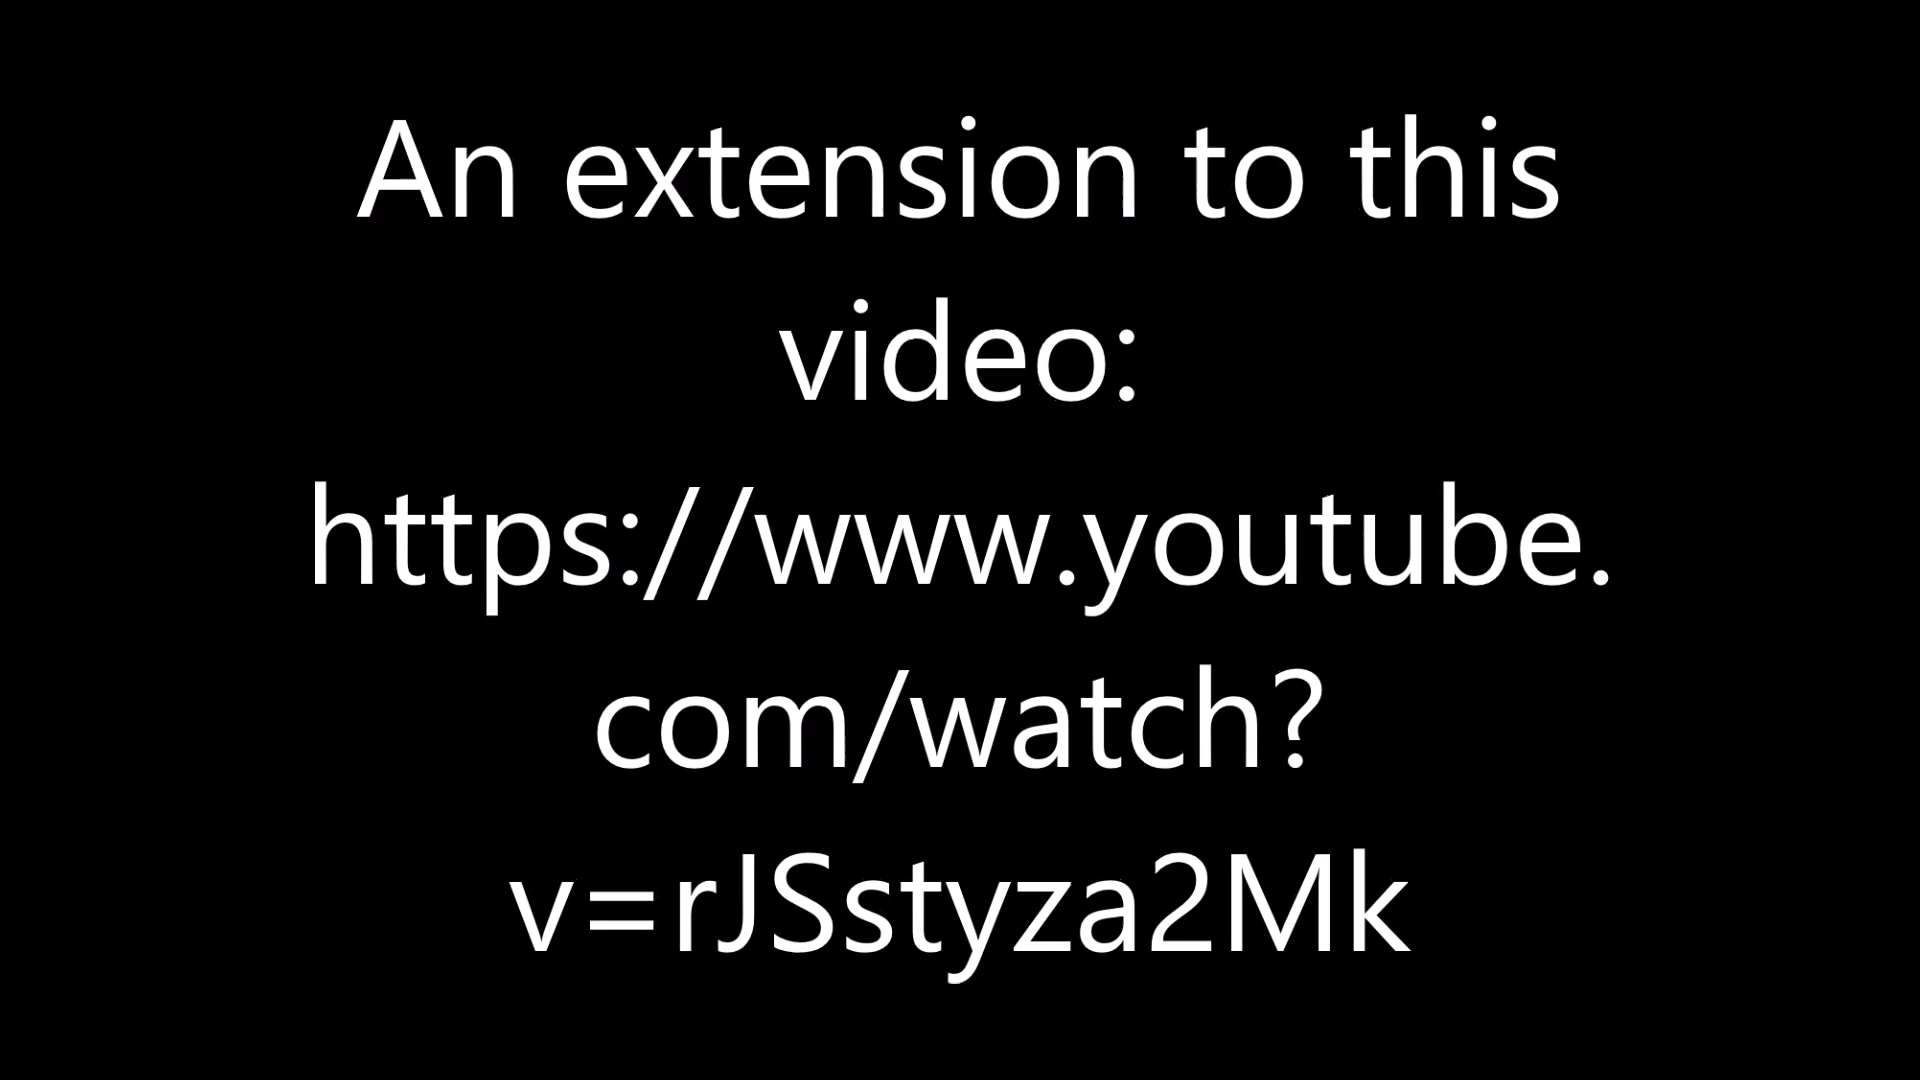 An extension to this
video:
https://www.youtube.
com/watch?
v=rJSstyza2Mk